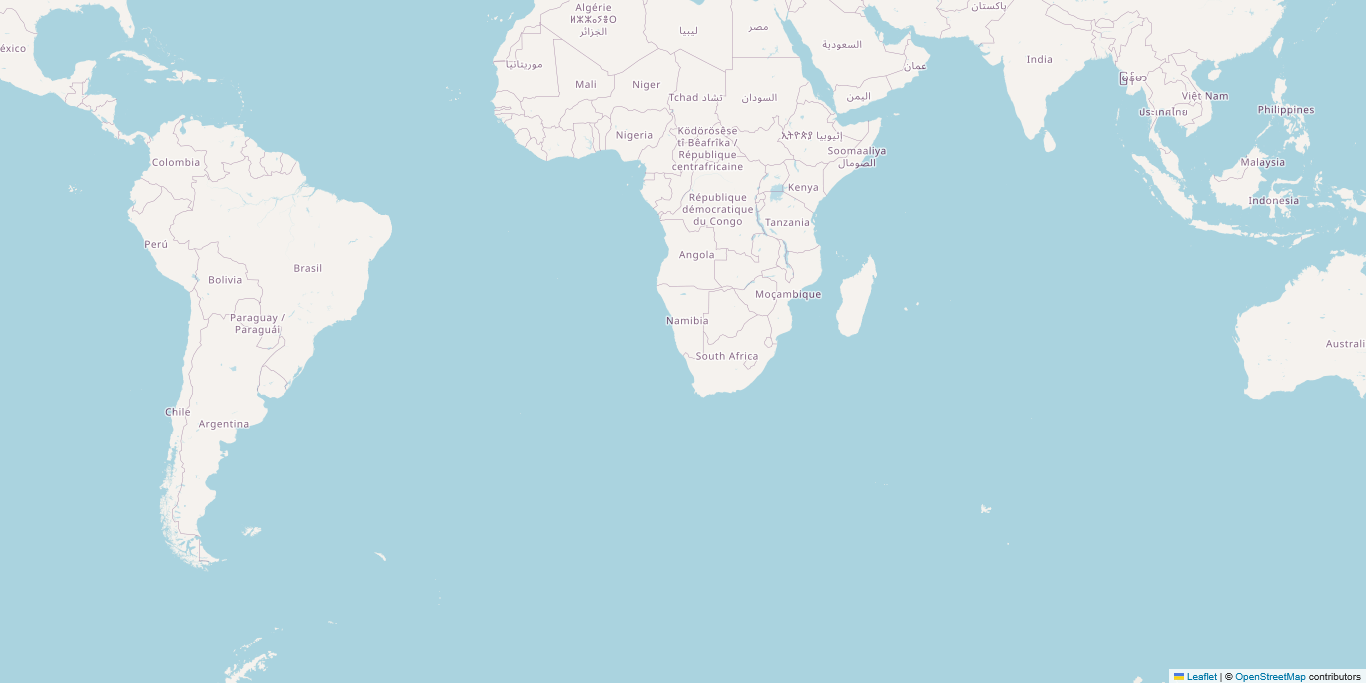 Algérie
ⵍⵣⵣⴰⵢⴻⵔ
الجزائر
ليبيا
مصر
پاکستان
éxico
موريتانيا
Mali
Niger
Tchad تشاد
السودان
السعودية
عمان
اليمن
India
Việt Nam
ประเทศไทย
Philippines
Nigeria
Ködörösêse
tî Bêafrîka /
République
centrafricaine
ኢትዮጵያ إثيوبيا
Soomaaliya
الصومال
Colombia
Malaysia
Kenya
République
démocratique
du Congo
Indonesia
Tanzania
Perú
Angola
Brasil
Bolivia
Moçambique
Paraguay /
Paraguái
Namibia
Australi
South Africa
Chile
Argentina
Leaflet | © OpenStreetMap contributors